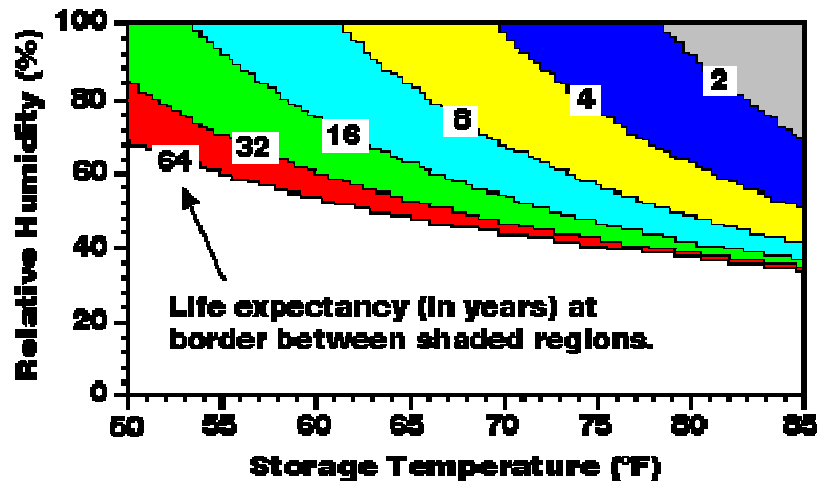 100
80
60
40
20
0
Relative Humidity (%)
2
4
8
16
32
64
Life expectancy (in years) at
border between shaded regions.
50 55 60 65 70 75 80 85
Storage Temperature (°F)